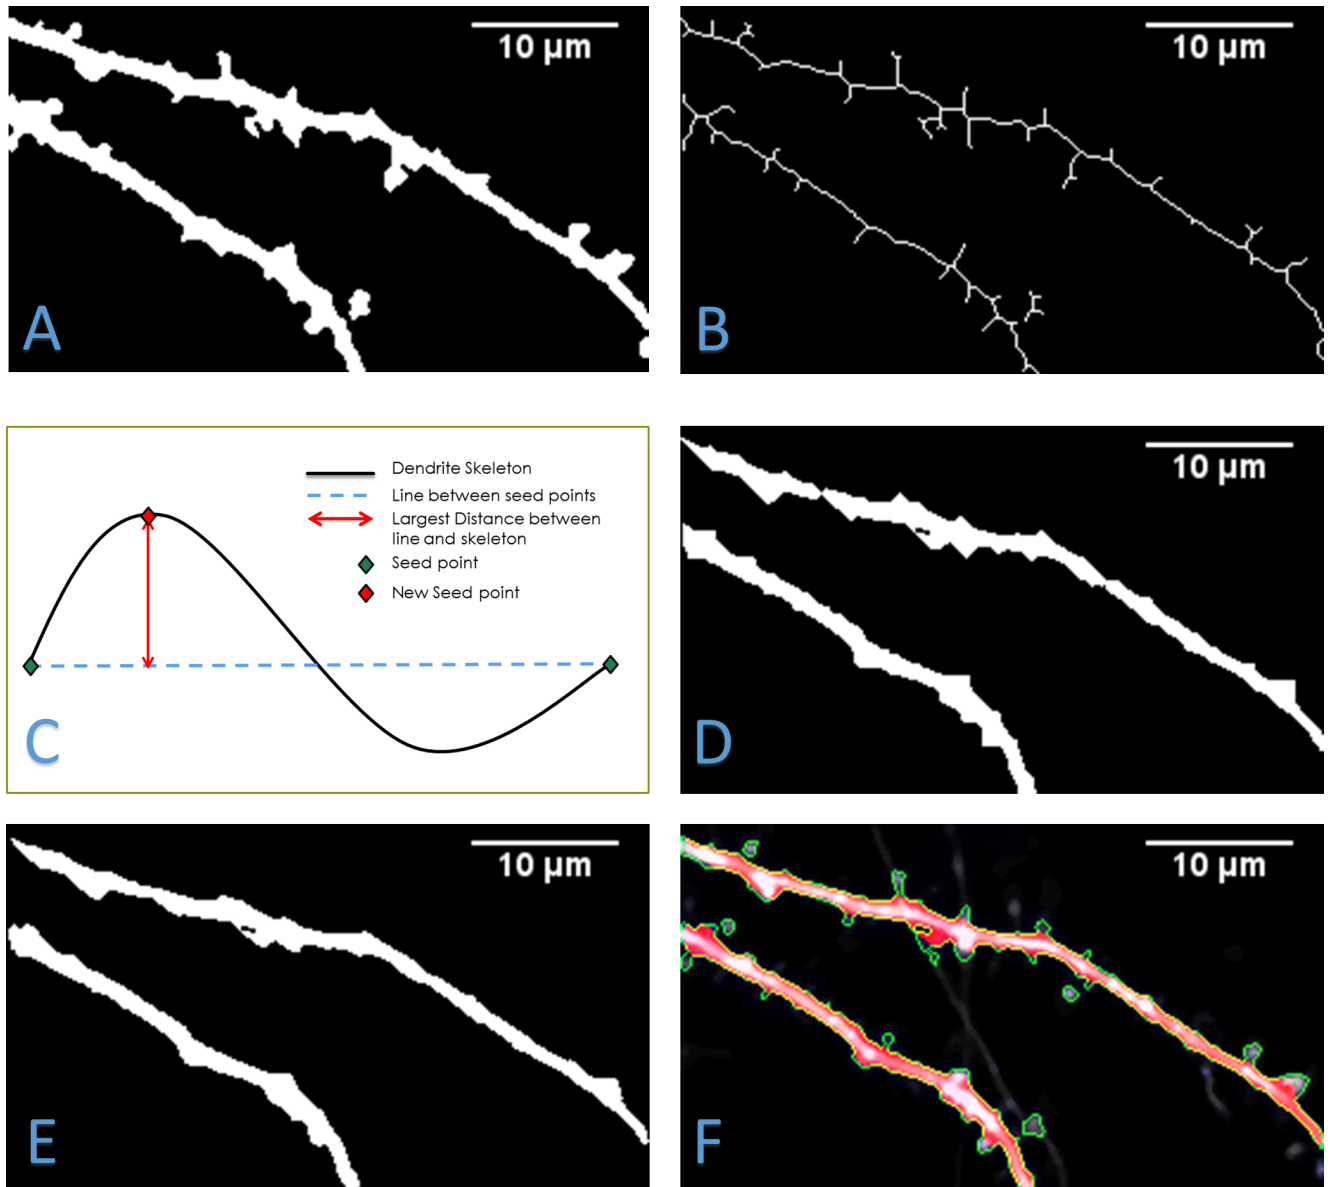 10 µm
A
10 µm
B
Dendrite Skeleton
Line between seed points
Largest Distance between
line and skeleton
Seed point
New Seed point
C
10 µm
D
10 µm
E
10 µm
F